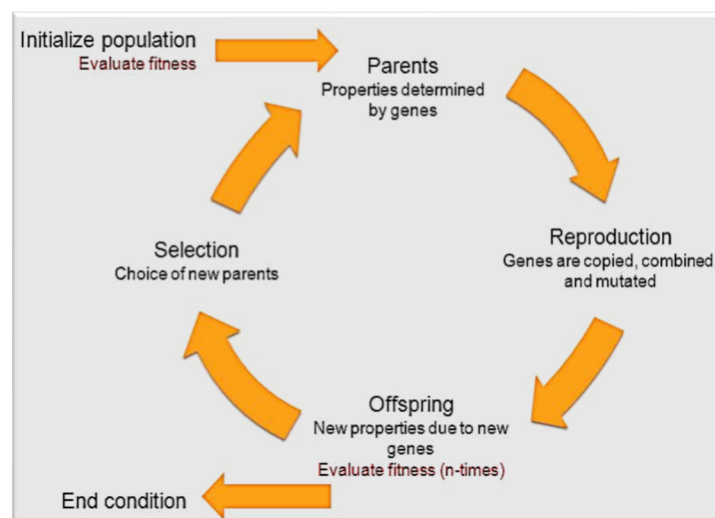 Initialize population
Evaluate fitness
Parents
Properties determined
by genes
Reproduction
Genes are copied, combined
and mutated
Selection
Choice of new parents
Offspring
New properties due to new
genes
Evaluate fitness (n-times)
End condition